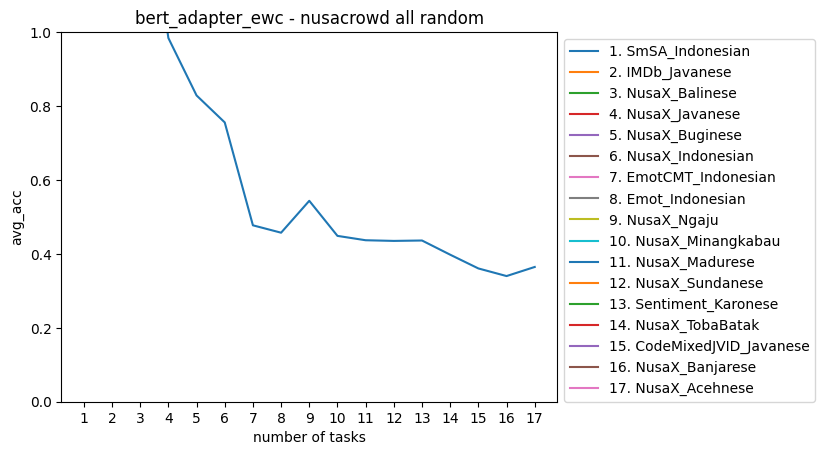 bert_adapter_ewc - nusacrowd all random
avg_acc
1.0
0.8
0.6
0.4
0.2
0.0
1 2 3 4 5 6 7 8 9 10 11 12 13 14 15 16 17
number of tasks
1. SmSA_Indonesian
2. IMDb_Javanese
3. NusaX_Balinese
4. NusaX_Javanese
5. NusaX_Buginese
6. NusaX_Indonesian
7. EmotCMT_Indonesian
8. Emot_Indonesian
9. NusaX_Ngaju
10. NusaX_Minangkabau
11. NusaX_Madurese
12. NusaX_Sundanese
13. Sentiment_Karonese
14. NusaX_TobaBatak
15. CodeMixedJVID_Javanese
16. NusaX_Banjarese
17. NusaX_Acehnese